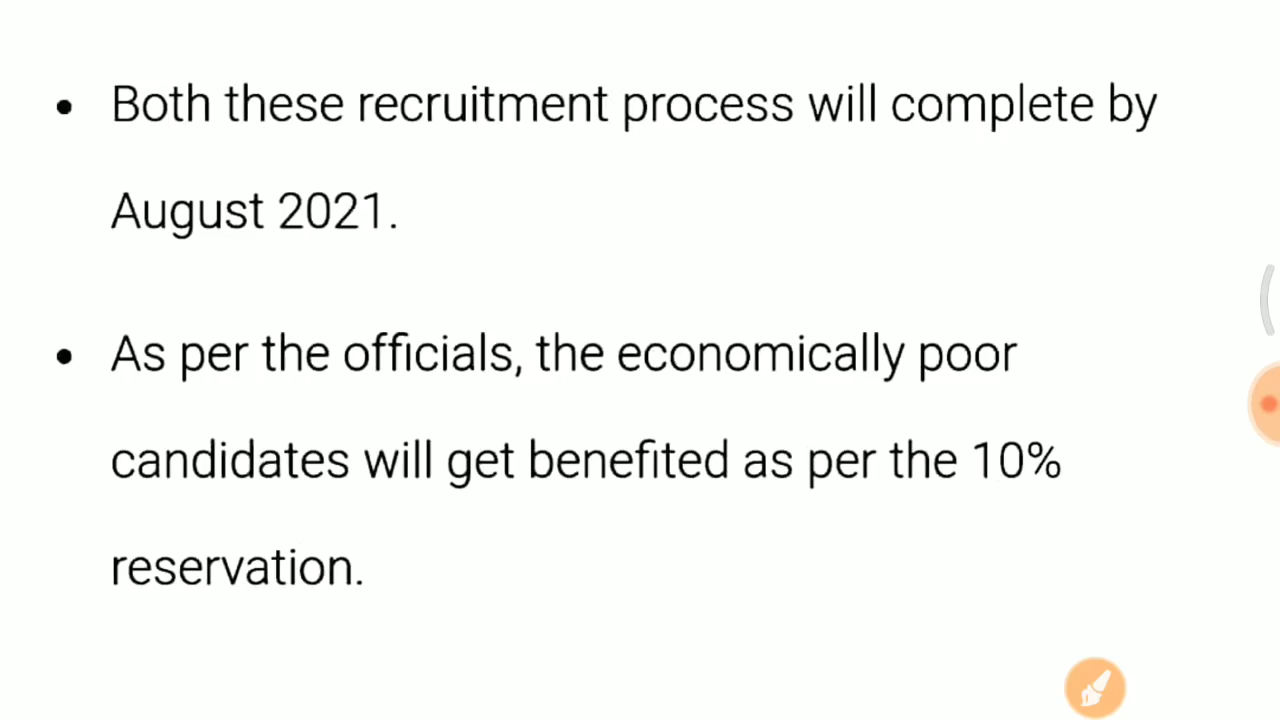 • Both these recruitment process will complete by
August 2021.
• As per the officials, the economically poor
candidates will get benefited as per the 10%
reservation.